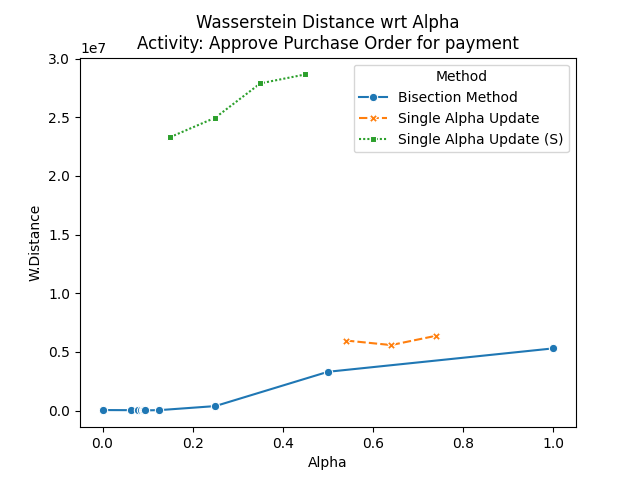 Wasserstein Distance wrt Alpha
Activity: Approve Purchase Order for payment
1e7
3.0
2.5
2.0
1.5
1.0
0.5
0.0
W.Distance
Method
Bisection Method
Single Alpha Update
Single Alpha Update (S)
0.0 0.2 0.4 0.6 0.8 1.0
Alpha